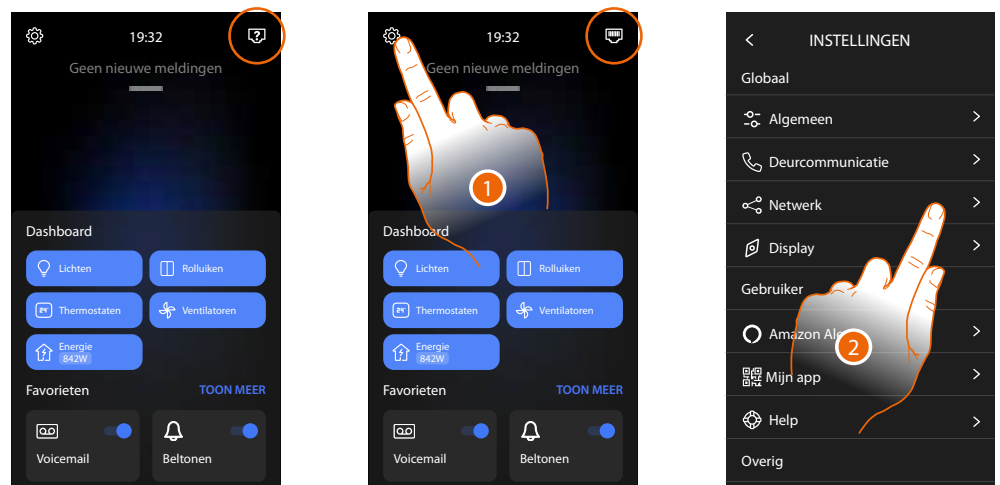 19:32
Geen nieuwe meldingen
Dashboard
Lichten
Rolluiken
Thermostaten
Ventilatoren
Energie
842W
Favorieten
TOON MEER
Voicemail
Beltonen
19:32
Geen nieuwe meldingen
1
Dashboard
Lichten
Rolluiken
Thermostaten
Ventilatoren
Energie
842W
Favorieten
TOON MEER
Voicemail
Beltonen
INSTELLINGEN
Globaal
Algemeen
Deurcommunicatie
Netwerk
Display
Gebruiker
Amazon Ale
2
Mijn app
Help
Overig